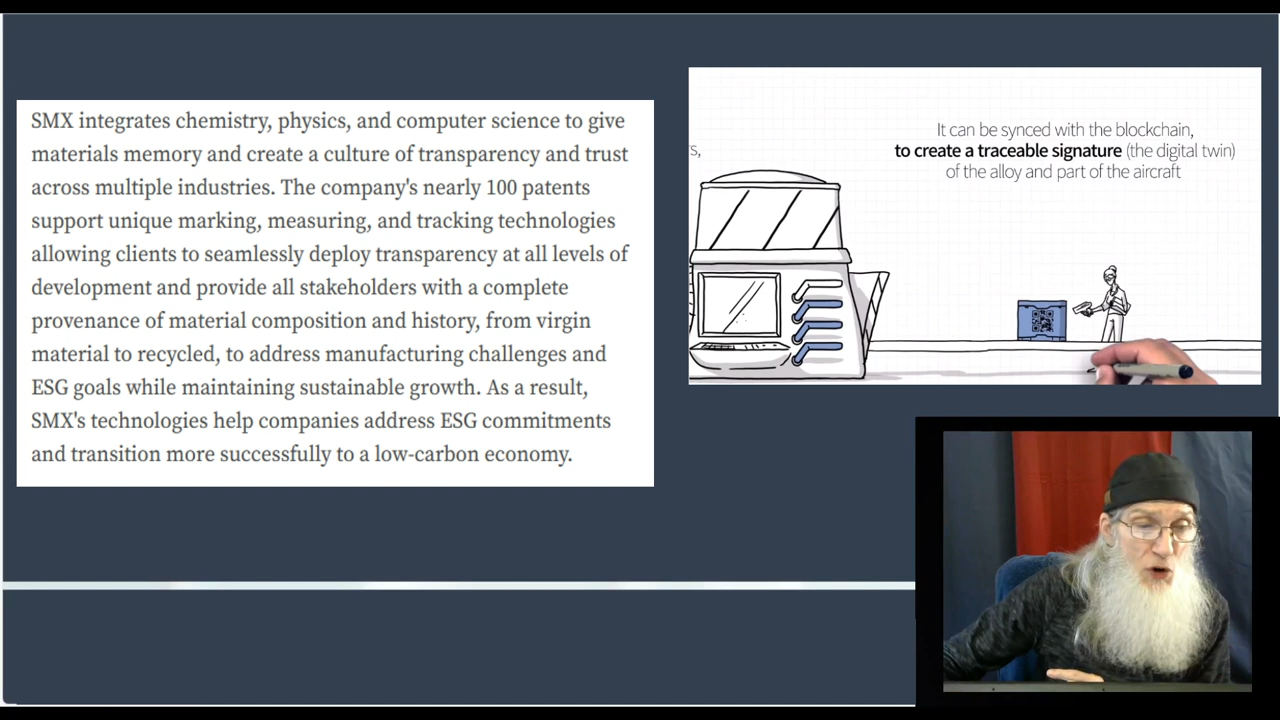 SMX integrates chemistry, physics, and computer science to give
materials memory and create a culture of transparency and trust
across multiple industries. The company's nearly 100 patents
support unique marking, measuring, and tracking technologies
allowing clients to seamlessly deploy transparency at all levels of
development and provide all stakeholders with a complete
provenance of material composition and history, from virgin
material to recycled, to address manufacturing challenges and
ESG goals while maintaining sustainable growth. As a result,
SMX's technologies help companies address ESG commitments
and transition more successfully to a low-carbon economy.
It can be synced with the blockchain,
to create a traceable signature (the digital twin)
of the alloy and part of the aircraft